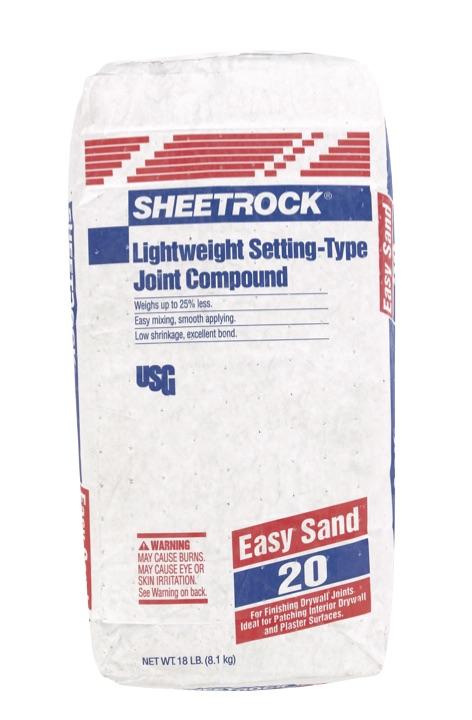 SHEETROCK®
Lightweight Setting-Type
Joint Compound
Weighs up to 25% less.
Easy mixing, smooth applying.
Low shrinkage, excellent bond.
USG
Easy Sand
WARNING
MAY CAUSE BURNS.
MAY CAUSE EYE OR
SKIN IRRITATION.
See Warning on back.
Easy Sand
20
For Finishing Drywall Joints
Ideal for Patching Interior Drywall
and Plaster Surfaces.
NET WT. 18 LB. (8.1 kg)